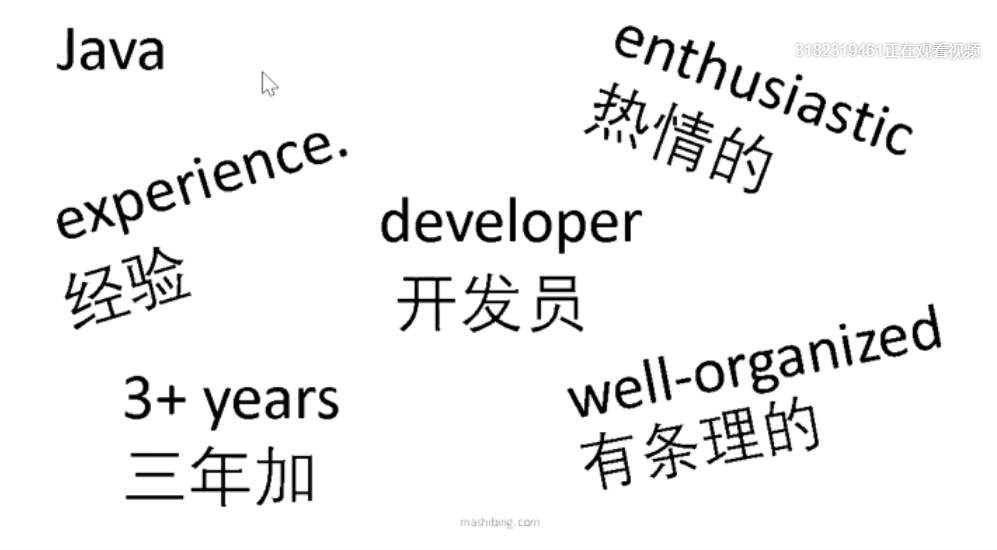 Java
enthusiastic
热情的
3182319461正在观看视频
experience.
经验
developer
开发员
well-organized
有条理的
3+ years
三年加
mashibing.com